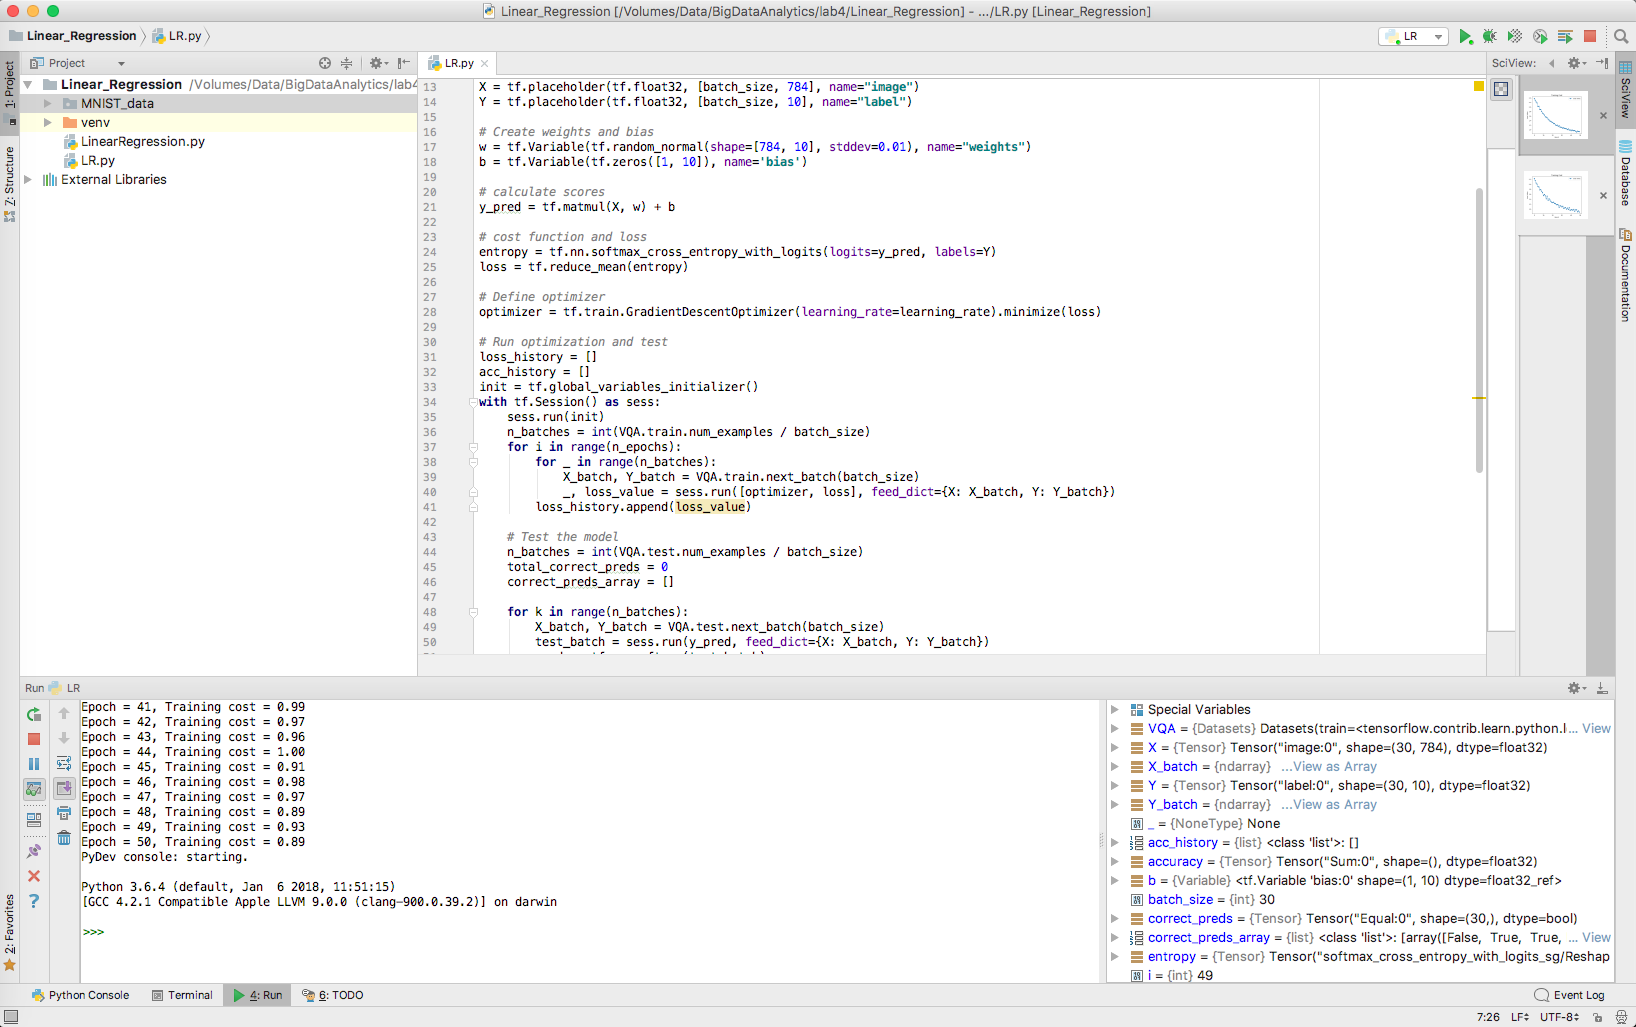 Linear_Regression [/Volumes/Data/BigDataAnalytics/lab4/Linear_Regression] - .../LR.py [Linear_Regression]
Linear_Regression LR.py
LR
Project
LR.py
SciView:
1: Project
Z: Structure
2: Favorites
SciView
Database
Documentation
Linear_Regression /Volumes/Data/BigDataAnalytics/lab4
MNIST_data
venv
LinearRegression.py
LR.py
External Libraries
13 X = tf.placeholder(tf.float32, [batch_size, 784], name="image")
14 Y = tf.placeholder(tf.float32, [batch_size, 10], name="label")
15
16 # Create weights and bias
17 w = tf.Variable(tf.random_normal(shape=[784, 10], stddev=0.01), name="weights")
18 b = tf.Variable(tf.zeros([1, 10]), name='bias')
19
20 # calculate scores
21 y_pred = tf.matmul(X, w) + b
22
23 # cost function and loss
24 entropy = tf.nn.softmax_cross_entropy_with_logits(logits=y_pred, labels=Y)
25 loss = tf.reduce_mean(entropy)
26
27 # Define optimizer
28 optimizer = tf.train.GradientDescentOptimizer(learning_rate=learning_rate).minimize(loss)
29
30 # Run optimization and test
31 loss_history = []
32 acc_history = []
33 init = tf.global_variables_initializer()
34 with tf.Session() as sess:
35 sess.run(init)
36 n_batches = int(VQA.train.num_examples / batch_size)
37 for i in range(n_epochs):
38 for _ in range(n_batches):
39 X_batch, Y_batch = VQA.train.next_batch(batch_size)
40 _, loss_value = sess.run([optimizer, loss], feed_dict={X: X_batch, Y: Y_batch})
41 loss_history.append(loss_value)
42
43 # Test the model
44 n_batches = int(VQA.test.num_examples / batch_size)
45 total_correct_preds = 0
46 correct_preds_array = []
47
48 for k in range(n_batches):
49 X_batch, Y_batch = VQA.test.next_batch(batch_size)
50 test_batch = sess.run(y_pred, feed_dict={X: X_batch, Y: Y_batch})
Run LR
Epoch = 41, Training cost = 0.99
Epoch = 42, Training cost = 0.97
Epoch = 43, Training cost = 0.96
Epoch = 44, Training cost = 1.00
Epoch = 45, Training cost = 0.91
Epoch = 46, Training cost = 0.98
Epoch = 47, Training cost = 0.97
Epoch = 48, Training cost = 0.89
Epoch = 49, Training cost = 0.93
Epoch = 50, Training cost = 0.89
PyDev console: starting.
Python 3.6.4 (default, Jan  6 2018, 11:51:15)
[GCC 4.2.1 Compatible Apple LLVM 9.0.0 (clang-900.0.39.2)] on darwin
>>>
Special Variables
VQA = {Datasets} Datasets(train=<tensorflow.contrib.learn.python.l... View
X = {Tensor} Tensor("image:0", shape=(30, 784), dtype=float32)
X_batch = {ndarray} ...View as Array
Y = {Tensor} Tensor("label:0", shape=(30, 10), dtype=float32)
Y_batch = {ndarray} ...View as Array
_ = {NoneType} None
acc_history = {list} <class 'list'>: []
accuracy = {Tensor} Tensor("Sum:0", shape=(), dtype=float32)
b = {Variable} <tf.Variable 'bias:0' shape=(1, 10) dtype=float32_ref>
batch_size = {int} 30
correct_preds = {Tensor} Tensor("Equal:0", shape=(30,), dtype=bool)
correct_preds_array = {list} <class 'list'>: [array([False, True, True, ... View
entropy = {Tensor} Tensor("softmax_cross_entropy_with_logits_sg/Reshap
i = {int} 49
Python Console Terminal 4: Run 6: TODO Event Log
7:26 LF UTF-8